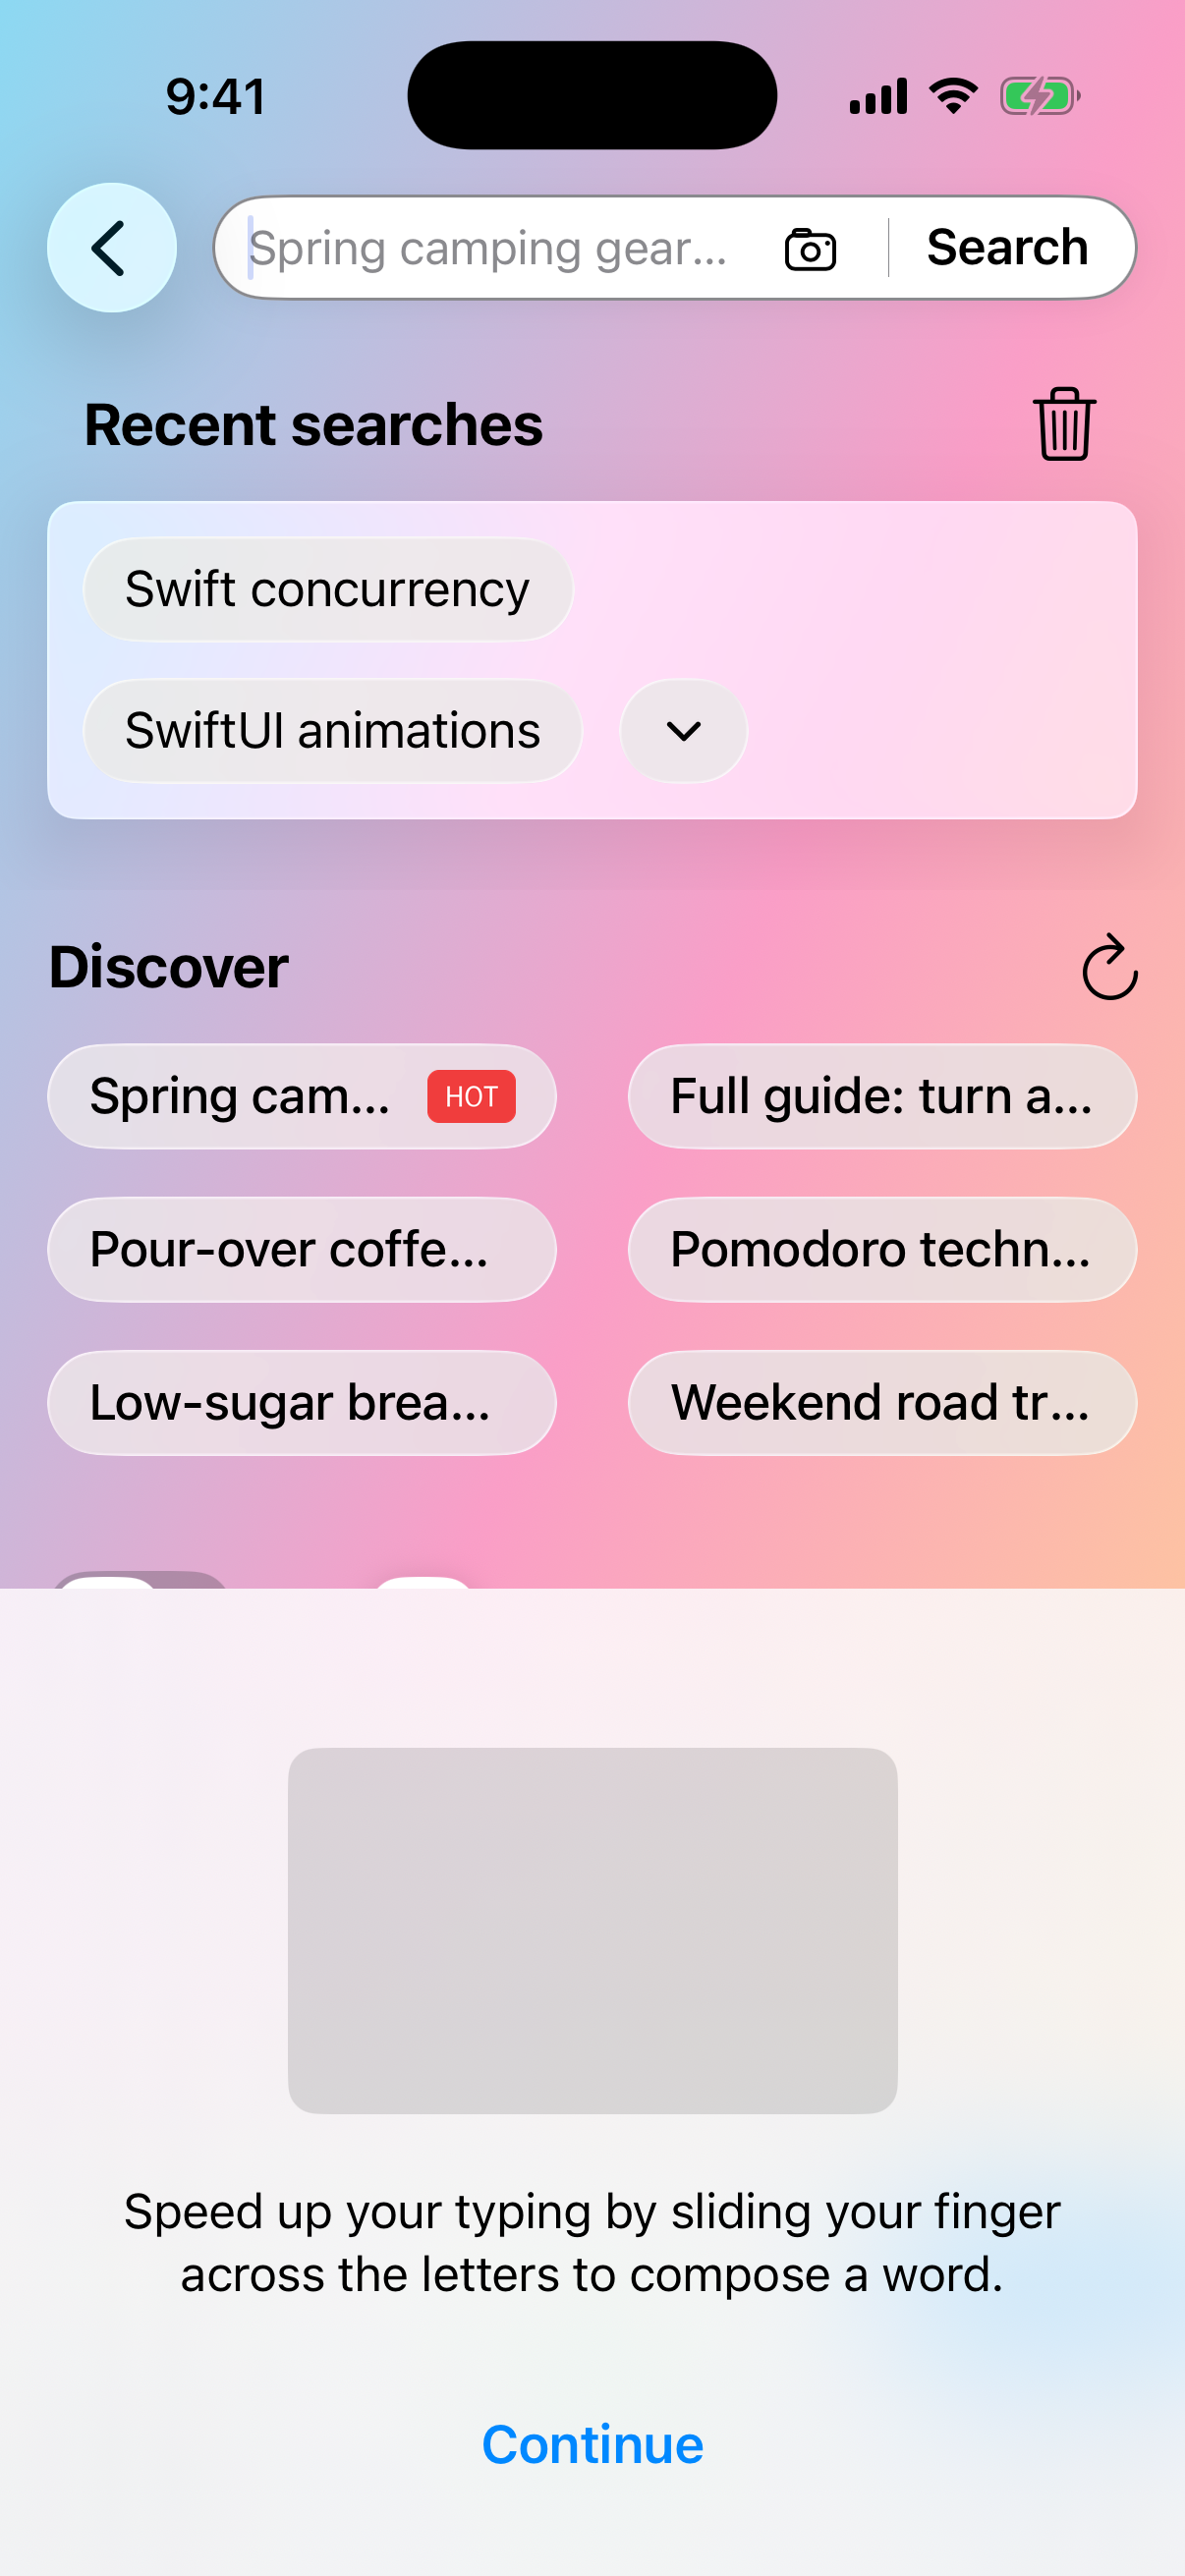 9:41
Spring camping gear...
Search
Recent searches
Swift concurrency
SwiftUI animations
Discover
Spring cam...
HOT
Full guide: turn a...
Pour-over coffe...
Pomodoro techn...
Low-sugar brea...
Weekend road tr...
Speed up your typing by sliding your finger
across the letters to compose a word.
Continue